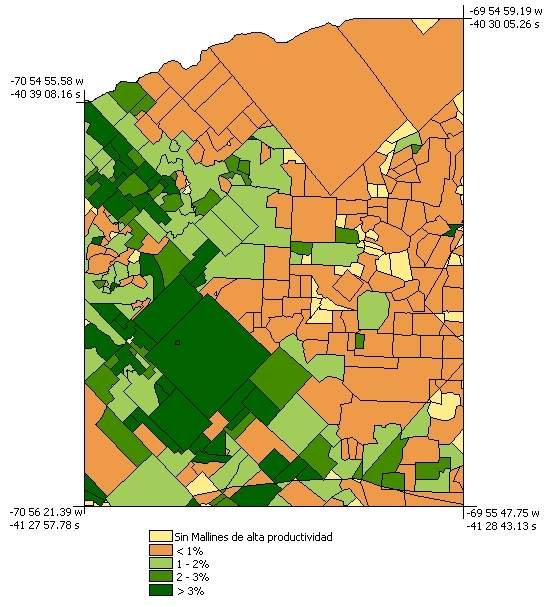 -69 54 59.19 w
-40 30 05.26 s
-70 54 55.58 w
-40 39 08.16 s
-70 56 21.39 w
-41 27 57.78 s
-69 55 47.75 w
-41 28 43.13 s
Sin Mallines de alta productividad
< 1%
1 - 2%
2 - 3%
> 3%